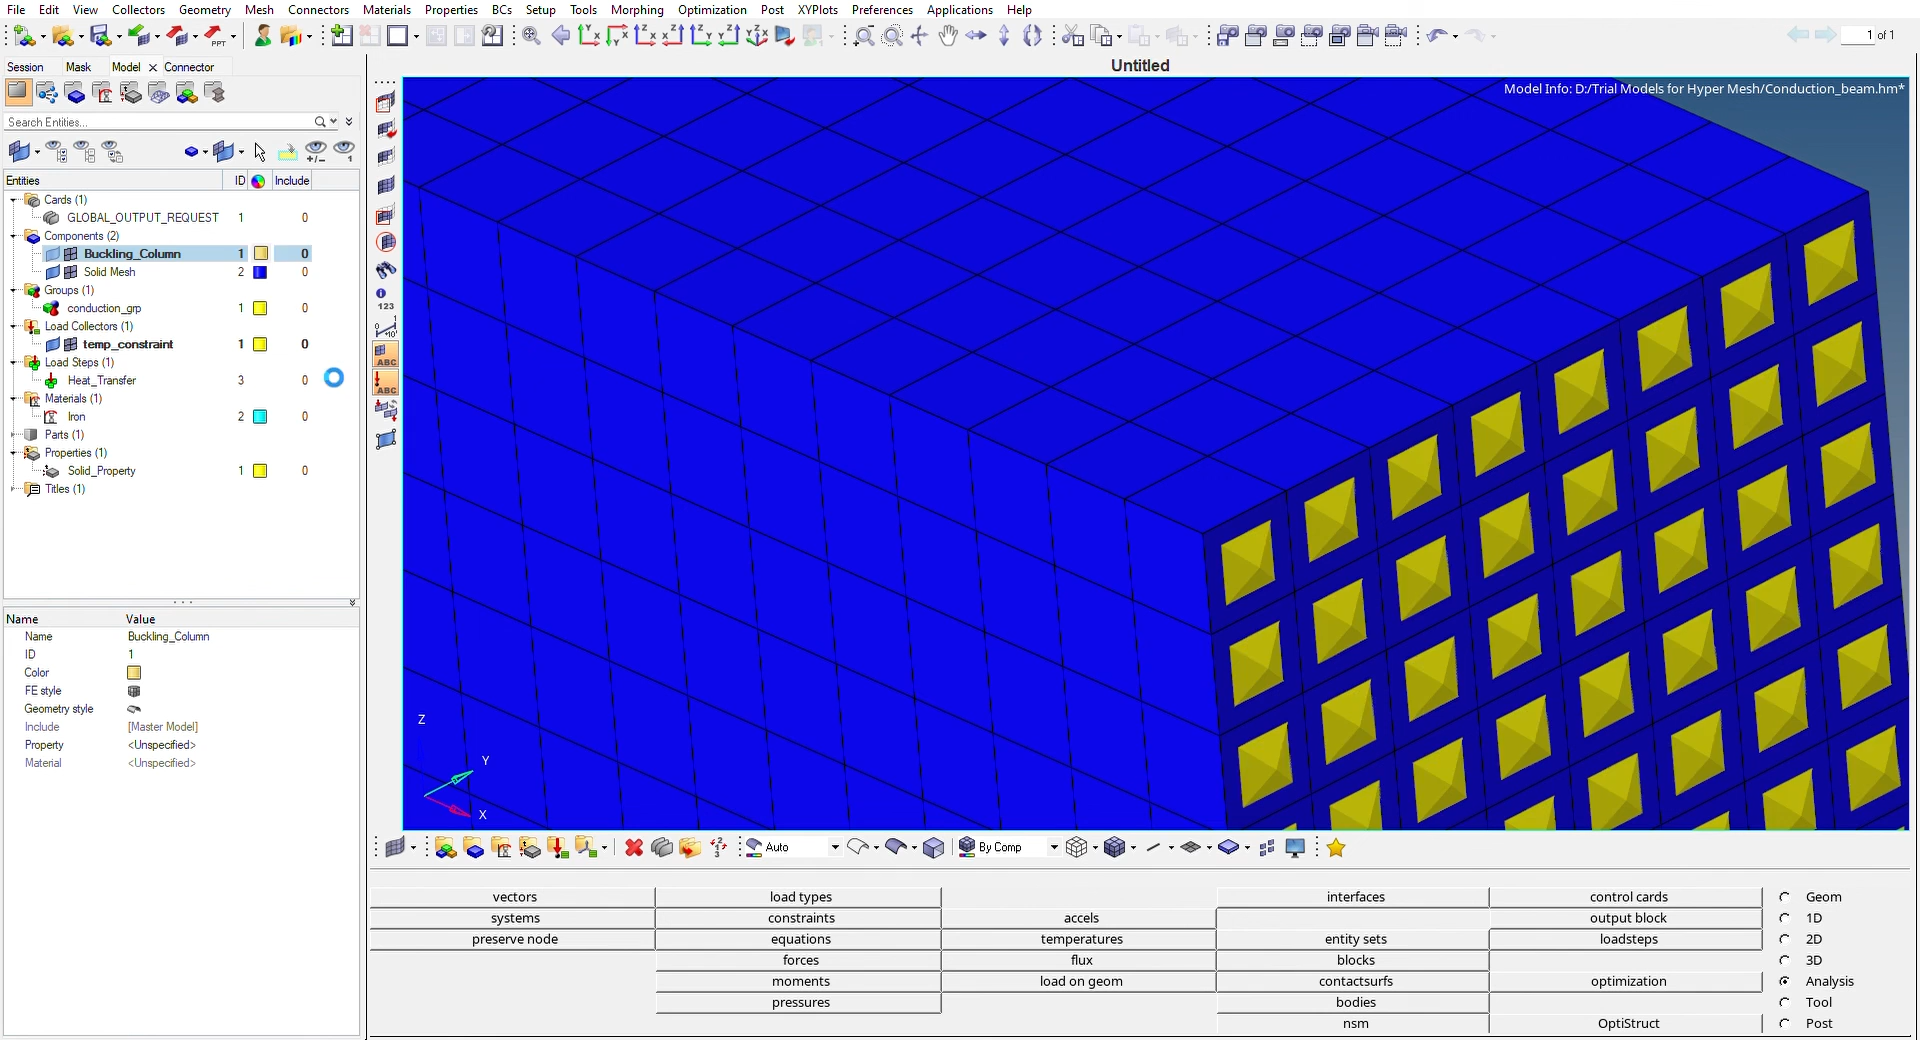 File Edit View Collectors Geometry Mesh Connectors Materials Properties BCs Setup Tools Morphing Optimization Post XYPlots Preferences Applications Help
PPT
1 of 1
Session Mask Model Connector
Untitled
Model Info: D:/Trial Models for Hyper Mesh/Conduction_beam.hm*
Search Entities...
Entities ID Include
Cards (1)
GLOBAL_OUTPUT_REQUEST 1 0
Components (2)
Buckling_Column 1 0
Solid Mesh 2 0
Groups (1)
conduction_grp 1 0
Load Collectors (1)
temp_constraint 1 0
Load Steps (1)
Heat_Transfer 3 0
Materials (1)
Iron 2 0
Parts (1)
Properties (1)
Solid_Property 1 0
Titles (1)
123
ABC
ABC
Name Value
Name Buckling_Column
ID 1
Color
FE style
Geometry style
Include [Master Model]
Property <Unspecified>
Material <Unspecified>
Z
Y
X
Auto By Comp
vectors load types interfaces control cards Geom
systems constraints accels output block 1D
preserve node equations temperatures entity sets loadsteps 2D
forces flux blocks 3D
moments load on geom contactsurfs optimization Analysis
pressures bodies Tool
nsm OptiStruct Post